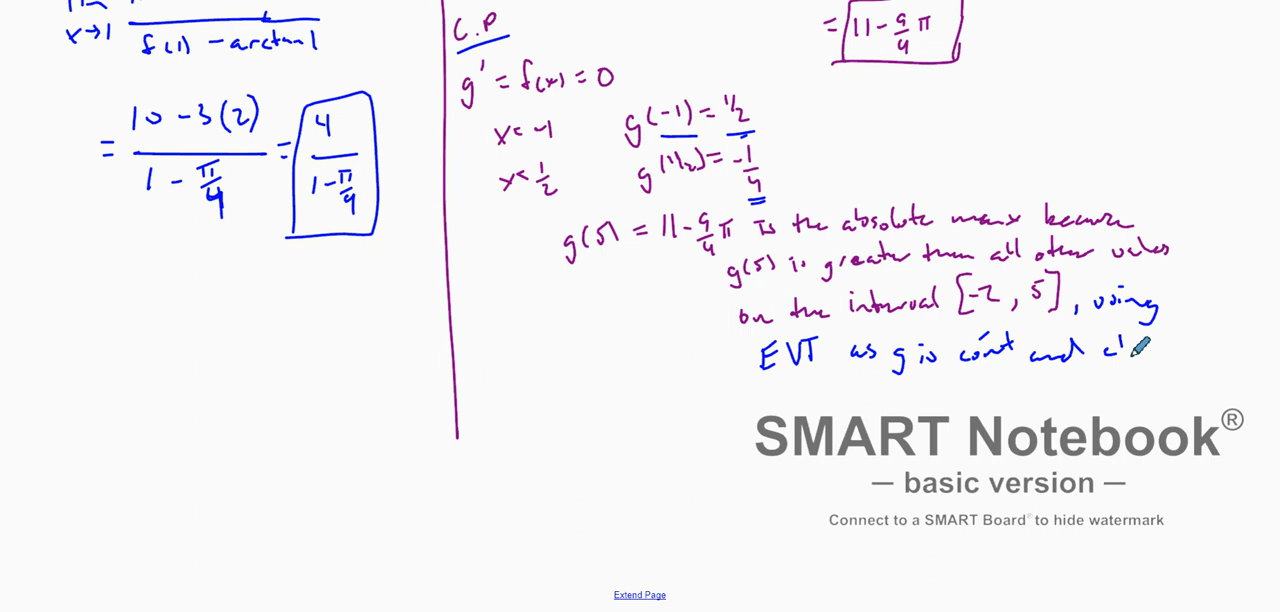 x→1
f(1) - arctan 1
= 10 - 3(2) / 1 - π/4 = 4 / 1 - π/4
C.P
g' = f(x) = 0
x = -1
x = 1/2
g(-1) = 1/2
g(1/2) = -1/4
= 11 - 9/4 π
g(5) = 11 - 9/4 π is the absolute max because
g(5) is greater than all other values
on the interval [-2, 5], using
EVT as g is cont and cl
SMART Notebook®
— basic version —
Connect to a SMART Board® to hide watermark
Extend Page